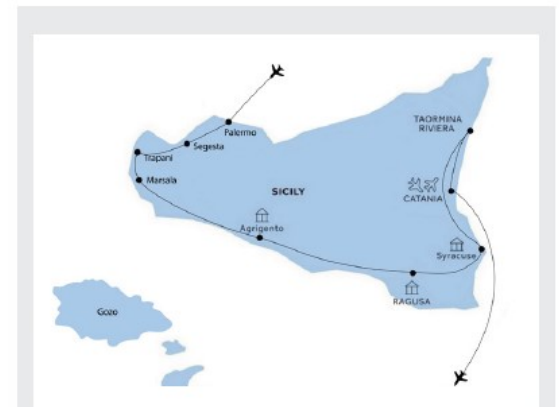 TAORMINA
RIVIERA
Palermo
Segesta
Trapani
Marsala
SICILY
CATANIA
Agrigento
Syracuse
RAGUSA
Gozo